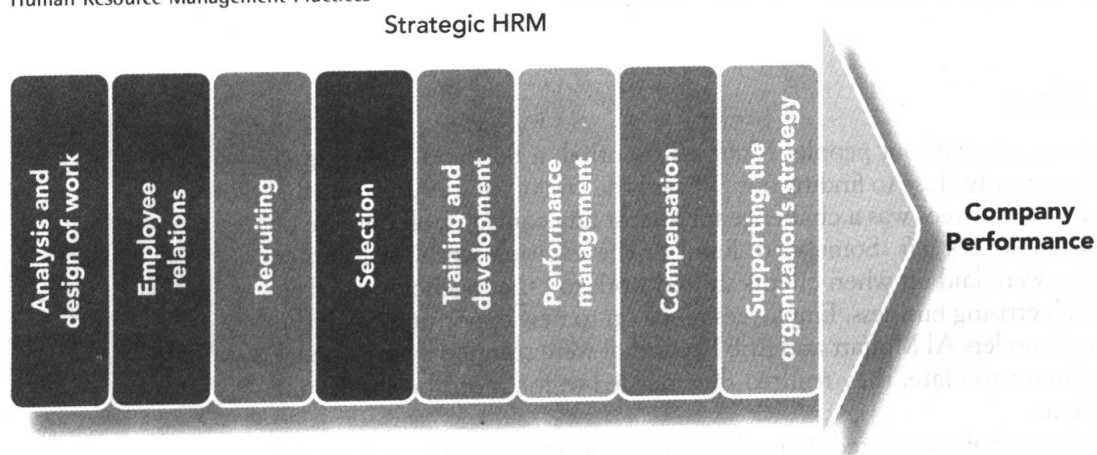 Human Resource Management Practices
Strategic HRM
Analysis and
design of work
Employee
relations
Recruiting
Selection
Training and
development
Performance
management
Compensation
Supporting the
organization's strategy
Company
Performance